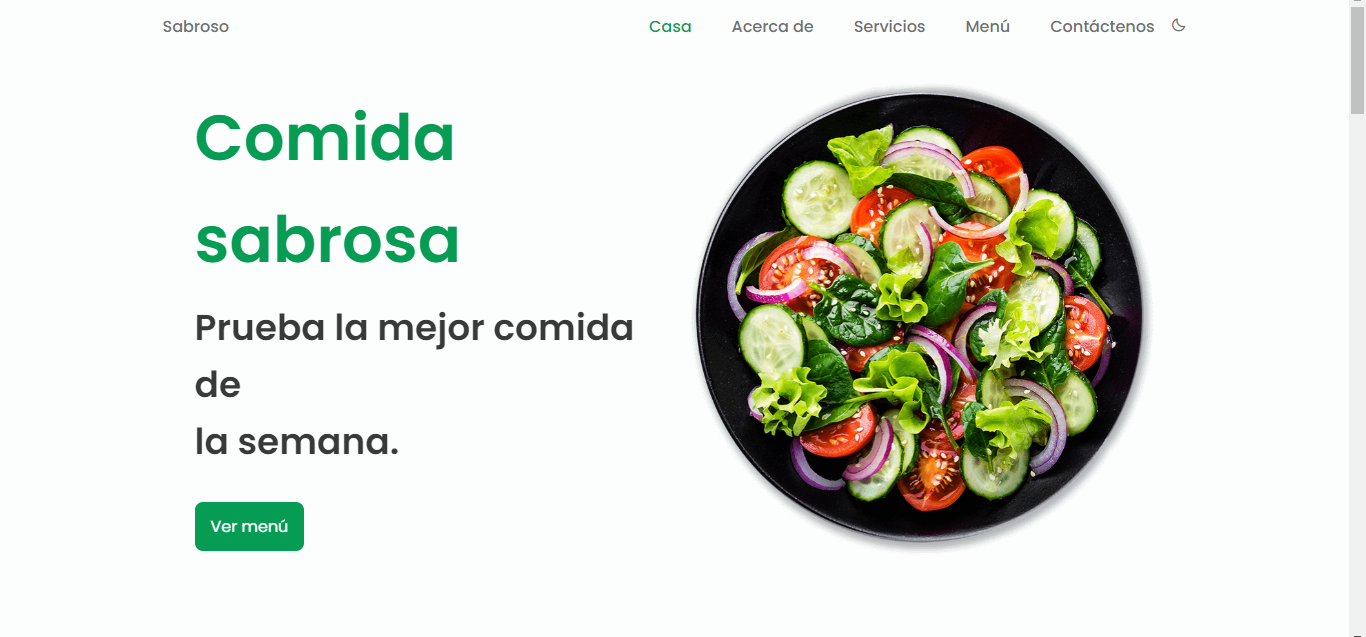 Sabroso
Casa
Acerca de
Servicios
Menú
Contáctenos
Comida
sabrosa
Prueba la mejor comida
de
la semana.
Ver menú